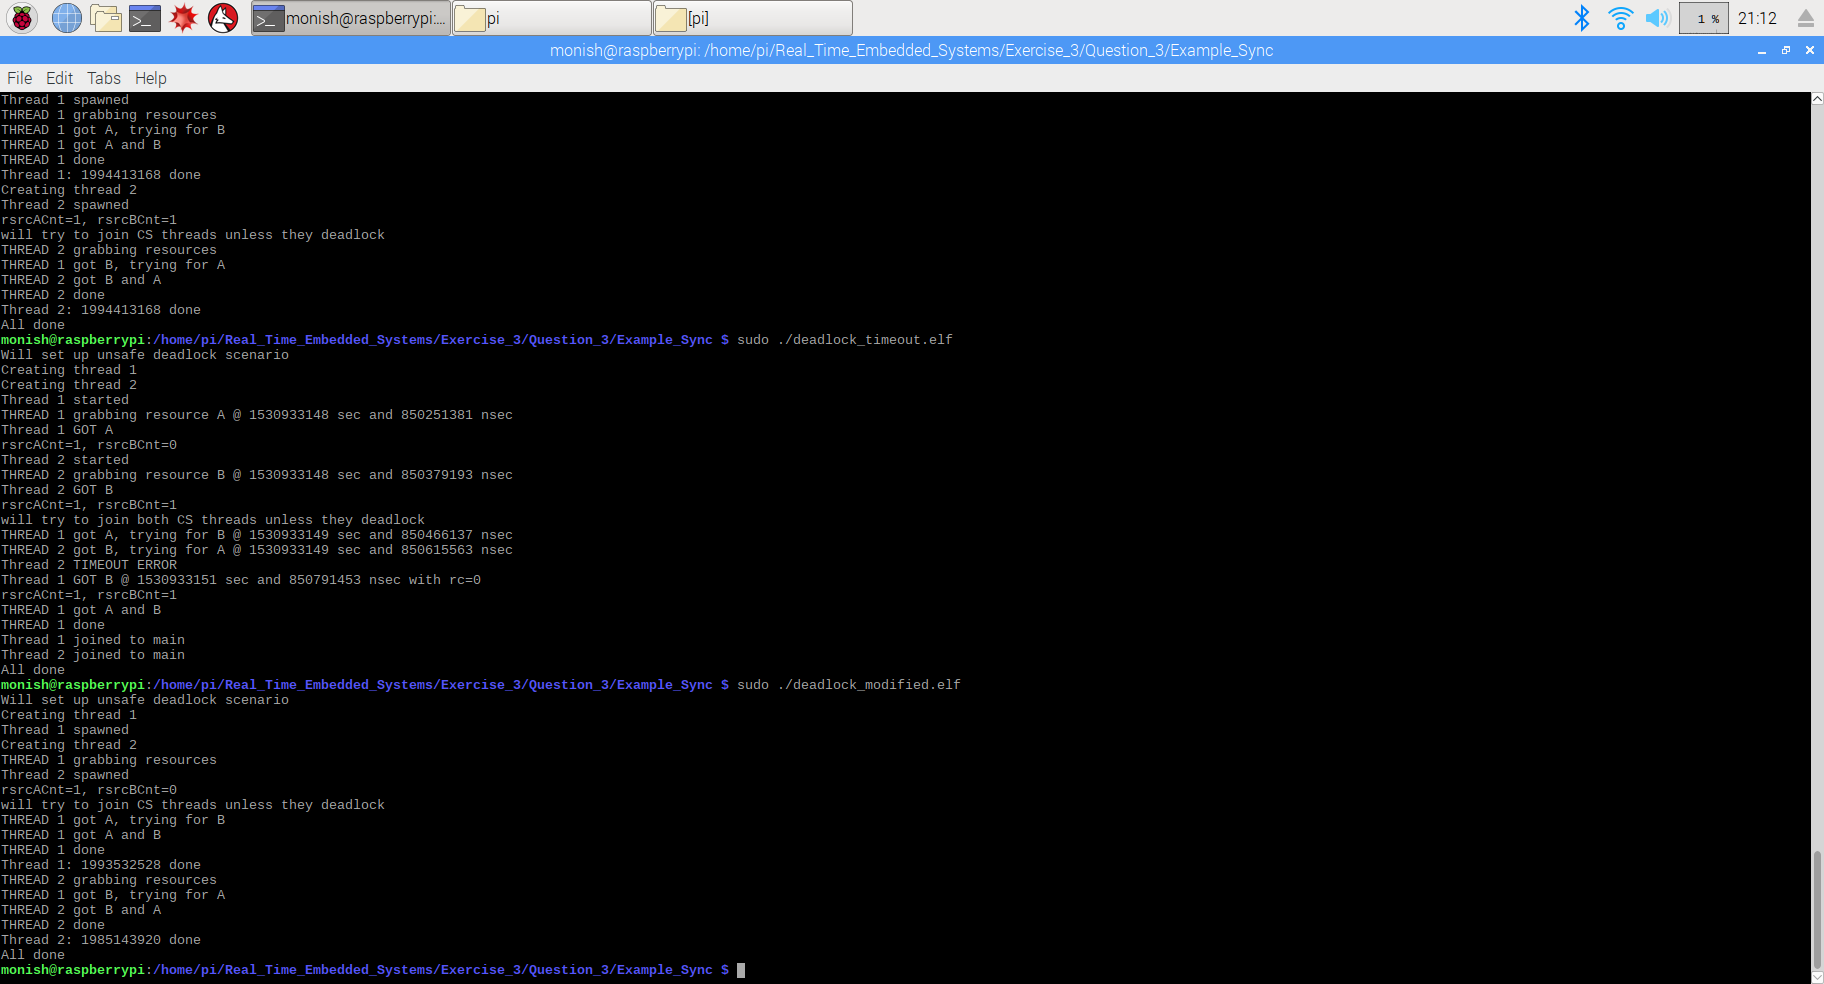 monish@raspberrypi:... pi [pi] 1 % 21:12
monish@raspberrypi: /home/pi/Real_Time_Embedded_Systems/Exercise_3/Question_3/Example_Sync
File Edit Tabs Help
Thread 1 spawned
THREAD 1 grabbing resources
THREAD 1 got A, trying for B
THREAD 1 got A and B
THREAD 1 done
Thread 1: 1994413168 done
Creating thread 2
Thread 2 spawned
rsrcACnt=1, rsrcBCnt=1
will try to join CS threads unless they deadlock
THREAD 2 grabbing resources
THREAD 1 got B, trying for A
THREAD 2 got B and A
THREAD 2 done
Thread 2: 1994413168 done
All done
monish@raspberrypi:/home/pi/Real_Time_Embedded_Systems/Exercise_3/Question_3/Example_Sync $ sudo ./deadlock_timeout.elf
Will set up unsafe deadlock scenario
Creating thread 1
Creating thread 2
Thread 1 started
THREAD 1 grabbing resource A @ 1530933148 sec and 850251381 nsec
Thread 1 GOT A
rsrcACnt=1, rsrcBCnt=0
Thread 2 started
THREAD 2 grabbing resource B @ 1530933148 sec and 850379193 nsec
Thread 2 GOT B
rsrcACnt=1, rsrcBCnt=1
will try to join both CS threads unless they deadlock
THREAD 1 got A, trying for B @ 1530933149 sec and 850466137 nsec
THREAD 2 got B, trying for A @ 1530933149 sec and 850615563 nsec
Thread 2 TIMEOUT ERROR
Thread 1 GOT B @ 1530933151 sec and 850791453 nsec with rc=0
rsrcACnt=1, rsrcBCnt=1
THREAD 1 got A and B
THREAD 1 done
Thread 1 joined to main
Thread 2 joined to main
All done
monish@raspberrypi:/home/pi/Real_Time_Embedded_Systems/Exercise_3/Question_3/Example_Sync $ sudo ./deadlock_modified.elf
Will set up unsafe deadlock scenario
Creating thread 1
Thread 1 spawned
Creating thread 2
THREAD 1 grabbing resources
Thread 2 spawned
rsrcACnt=1, rsrcBCnt=0
will try to join CS threads unless they deadlock
THREAD 1 got A, trying for B
THREAD 1 got A and B
THREAD 1 done
Thread 1: 1993532528 done
THREAD 2 grabbing resources
THREAD 1 got B, trying for A
THREAD 2 got B and A
THREAD 2 done
Thread 2: 1985143920 done
All done
monish@raspberrypi:/home/pi/Real_Time_Embedded_Systems/Exercise_3/Question_3/Example_Sync $